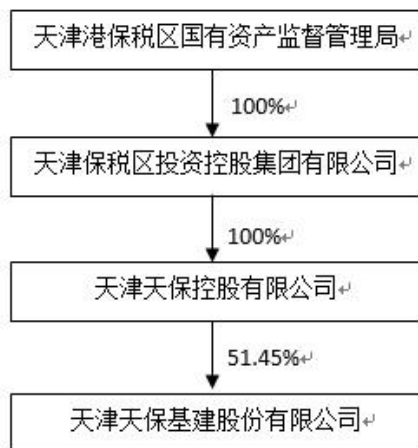 天津港保税区国有资产监督管理局↵
100%↵
天津保税区投资控股集团有限公司↵
100%↵
天津天保控股有限公司↵
51.45%↵
天津天保基建股份有限公司↵